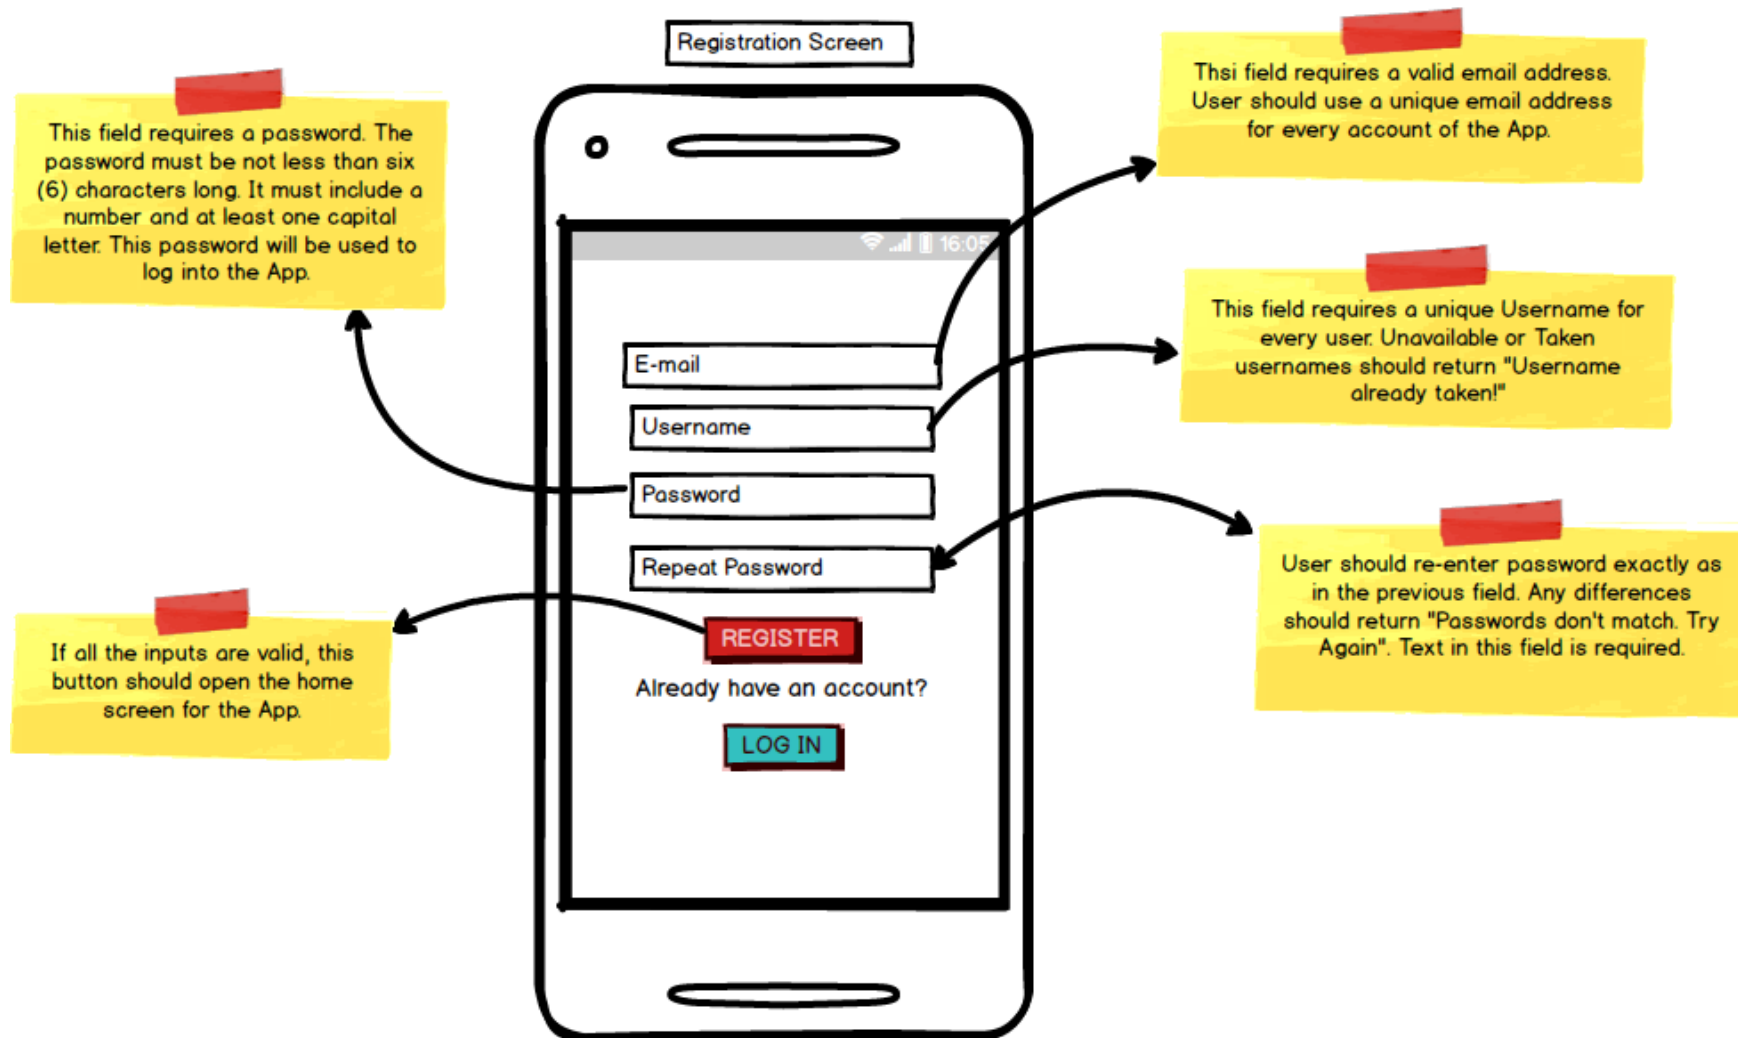 Registration Screen
This field requires a password. The
password must be not less than six
(6) characters long. It must include a
number and at least one capital
letter. This password will be used to
log into the App.
Thsi field requires a valid email address.
User should use a unique email address
for every account of the App.
16:05
This field requires a unique Username for
every user. Unavailable or Taken
usernames should return "Username
already taken!"
E-mail
Username
Password
Repeat Password
User should re-enter password exactly as
in the previous field. Any differences
should return "Passwords don't match. Try
Again". Text in this field is required.
If all the inputs are valid, this
button should open the home
screen for the App.
REGISTER
Already have an account?
LOG IN